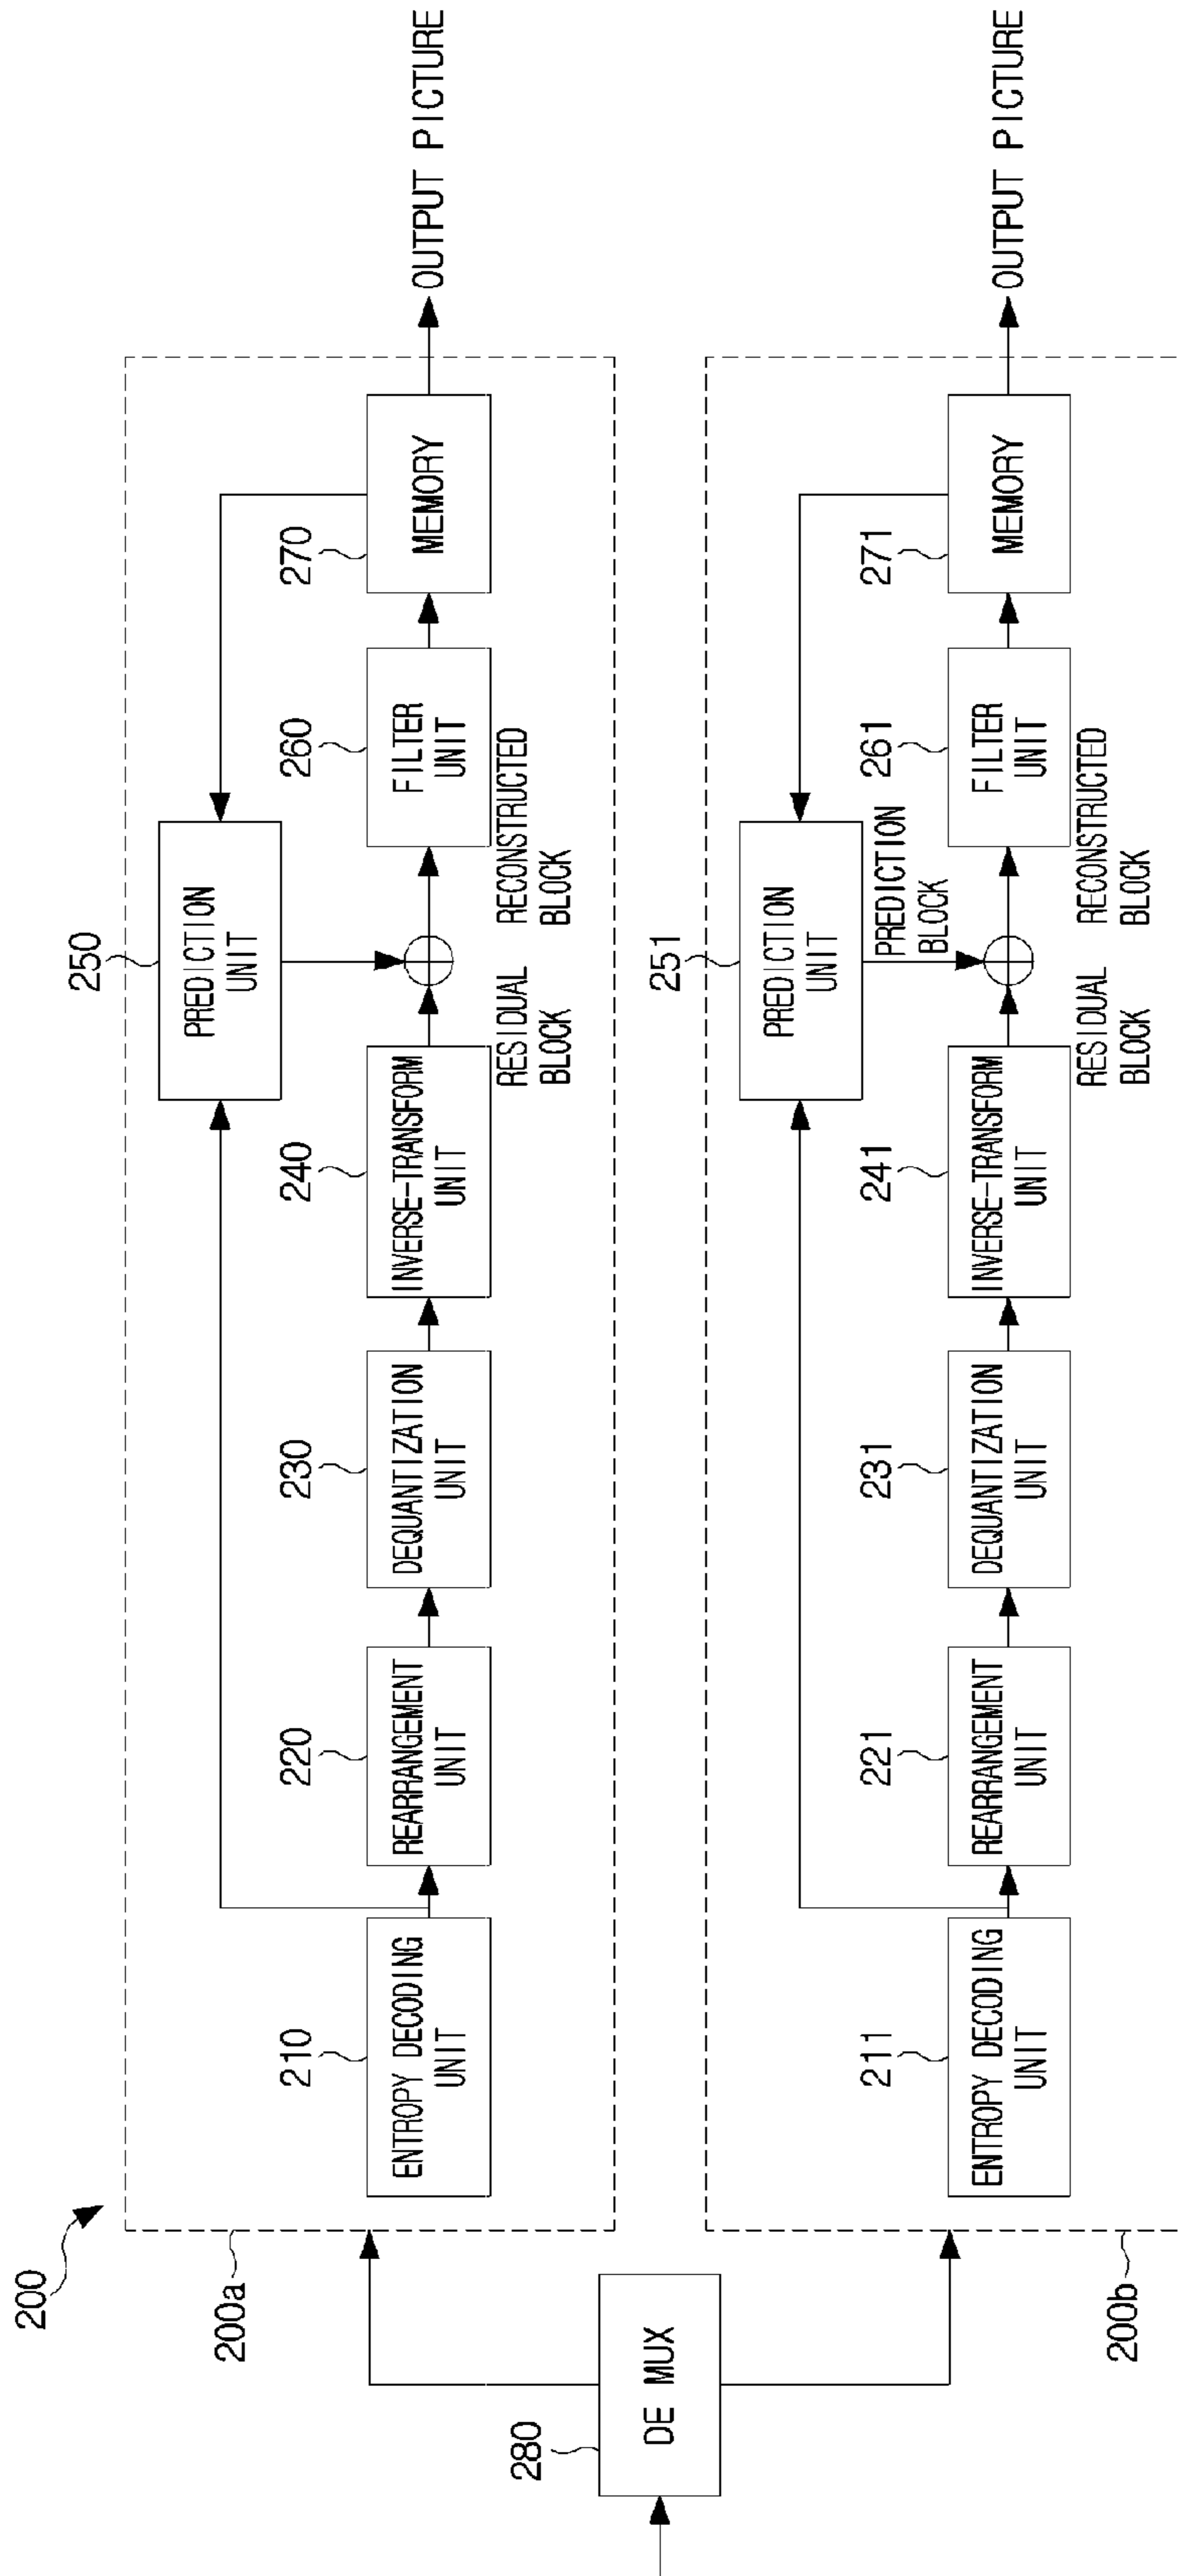 200
200a
250
PREDICTION
UNIT
210
ENTROPY DECODING
UNIT
220
REARRANGEMENT
UNIT
230
DEQUANTIZATION
UNIT
240
INVERSE-TRANSFORM
UNIT
RESIDUAL
BLOCK
RECONSTRUCTED
BLOCK
260
FILTER
UNIT
270
MEMORY
OUTPUT PICTURE
280
DE MUX
200b
251
PREDICTION
UNIT
PREDICTION
BLOCK
211
ENTROPY DECODING
UNIT
221
REARRANGEMENT
UNIT
231
DEQUANTIZATION
UNIT
241
INVERSE-TRANSFORM
UNIT
RESIDUAL
BLOCK
RECONSTRUCTED
BLOCK
261
FILTER
UNIT
271
MEMORY
OUTPUT PICTURE